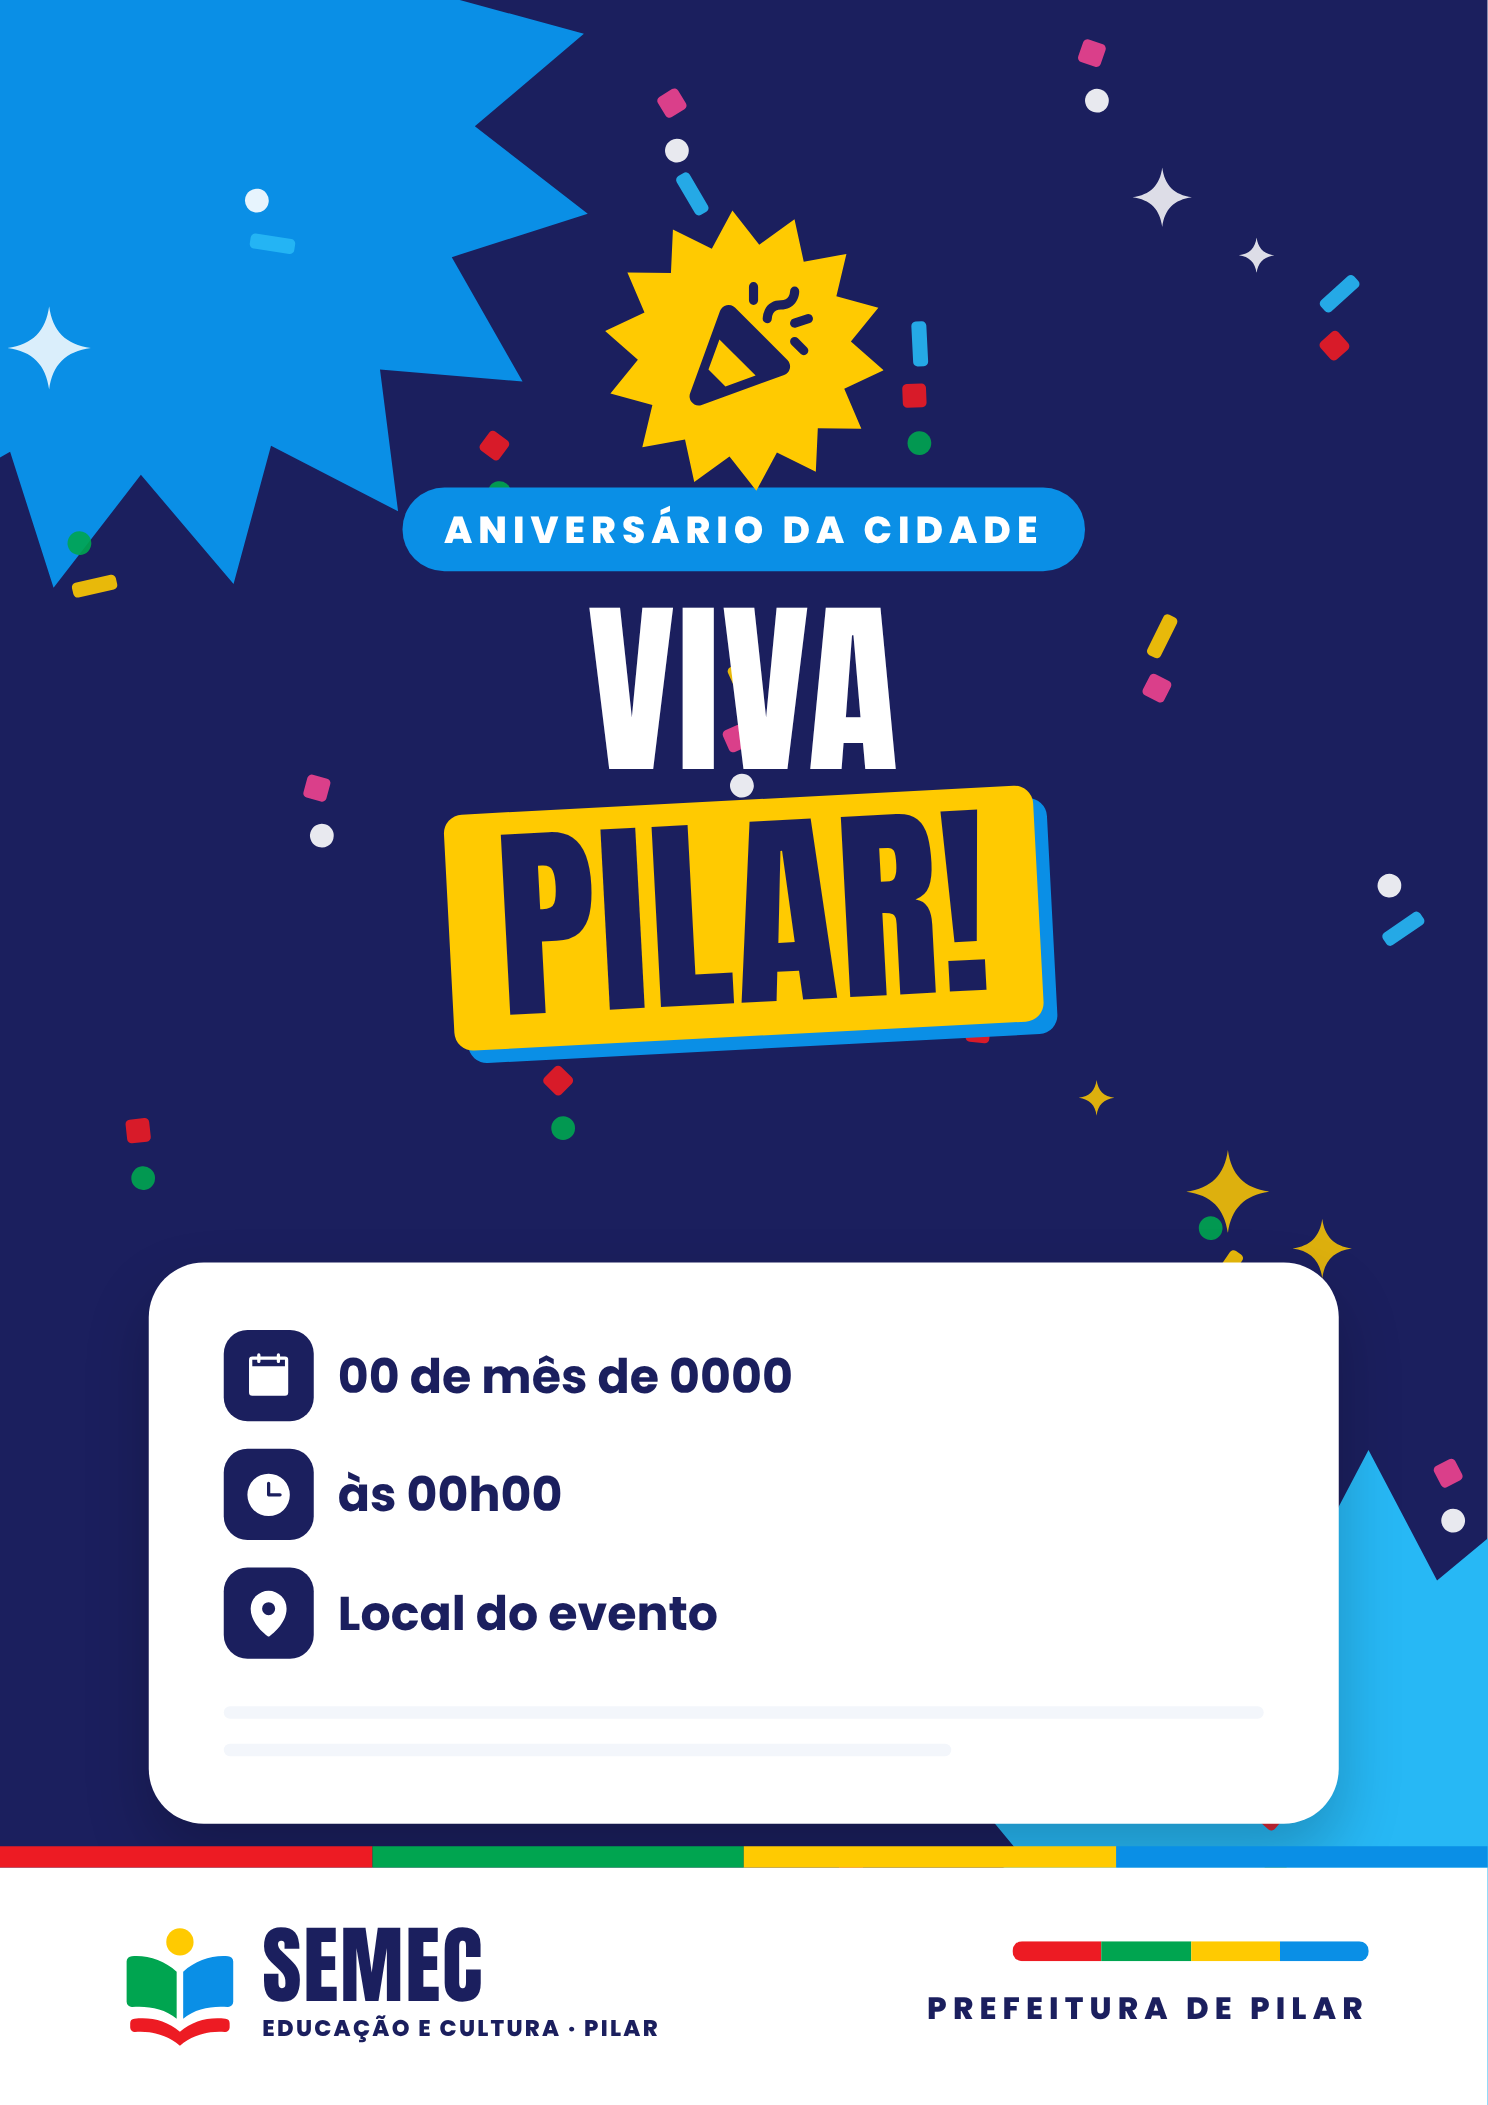 ANIVERSÁRIO DA CIDADE
VIVA
PILAR!
00 de mês de 0000
às 00h00
Local do evento
SEMEC
EDUCAÇÃO E CULTURA · PILAR
PREFEITURA DE PILAR